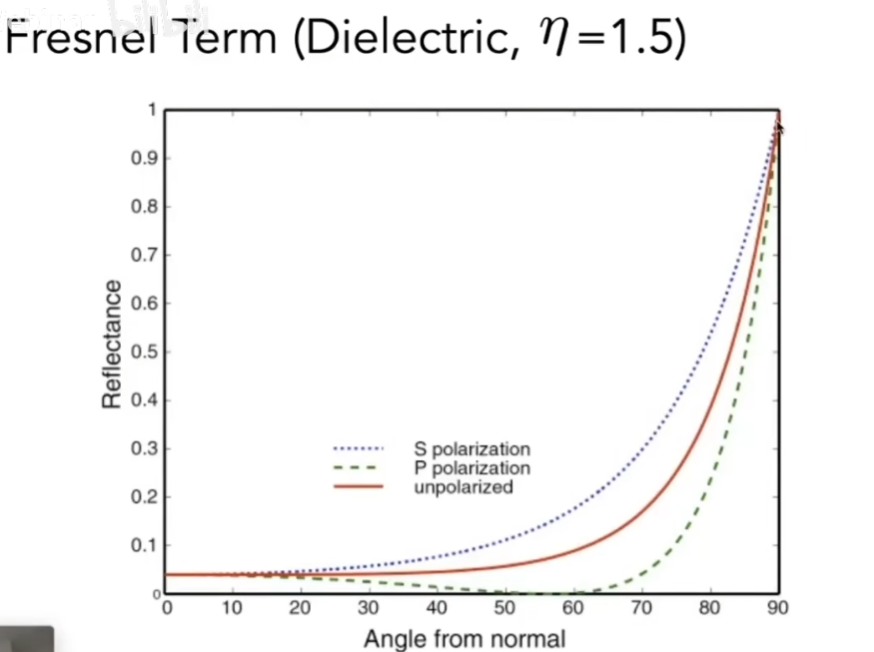 Fresnel Term (Dielectric, η=1.5)
1
0.9
0.8
0.7
0.6
0.5
0.4
0.3
0.2
0.1
0
Reflectance
S polarization
P polarization
unpolarized
0 10 20 30 40 50 60 70 80 90
Angle from normal